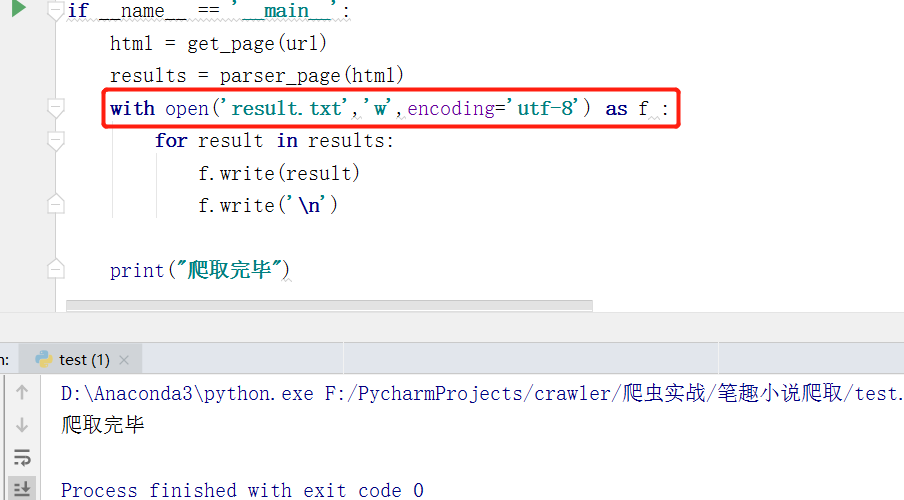 if __name__ == '__main__':
html = get_page(url)
results = parser_page(html)
with open('result.txt','w',encoding='utf-8') as f :
for result in results:
f.write(result)
f.write('\n')
print("爬取完毕")
n:
test (1)
D:\Anaconda3\python.exe F:/PycharmProjects/crawler/爬虫实战/笔趣小说爬取/test.
爬取完毕
Process finished with exit code 0